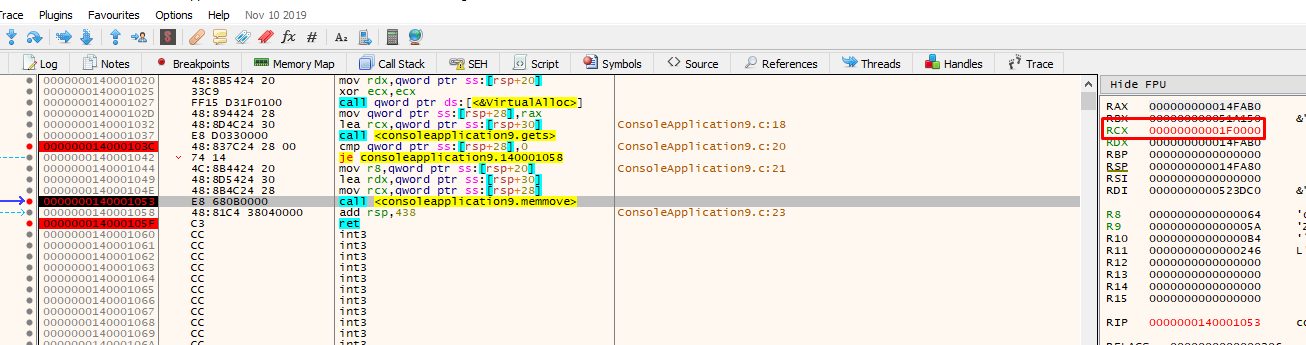 Trace Plugins Favourites Options Help Nov 10 2019
Log Notes Breakpoints Memory Map Call Stack SEH Script Symbols Source References Threads Handles Trace
0000000140001020 48:8B5424 20 mov rdx,qword ptr ss:[rsp+20]
0000000140001025 33C9 xor ecx,ecx
0000000140001027 FF15 D31F0100 call qword ptr ds:[<&VirtualAlloc>]
000000014000102D 48:894424 28 mov qword ptr ss:[rsp+28],rax
0000000140001032 48:8D4C24 30 lea rcx,qword ptr ss:[rsp+30] ConsoleApplication9.c:18
0000000140001037 E8 D0330000 call <consoleapplication9.gets>
000000014000103C 48:837C24 28 00 cmp qword ptr ss:[rsp+28],0 ConsoleApplication9.c:20
0000000140001042 74 14 je consoleapplication9.140001058
0000000140001044 4C:8B4424 20 mov r8,qword ptr ss:[rsp+20] ConsoleApplication9.c:21
0000000140001049 48:8D5424 30 lea rdx,qword ptr ss:[rsp+30]
000000014000104E 48:8B4C24 28 mov rcx,qword ptr ss:[rsp+28]
0000000140001053 E8 680B0000 call <consoleapplication9.memmove>
0000000140001058 48:81C4 38040000 add rsp,438 ConsoleApplication9.c:23
000000014000105F C3 ret
0000000140001060 CC int3
0000000140001061 CC int3
0000000140001062 CC int3
0000000140001063 CC int3
0000000140001064 CC int3
0000000140001065 CC int3
0000000140001066 CC int3
0000000140001067 CC int3
0000000140001068 CC int3
0000000140001069 CC int3
000000014000106A CC int3
Hide FPU
RAX 000000000014FAB0
RBX 000000000051A150 &"
RCX 00000000001F0000
RDX 000000000014FAB0
RBP 0000000000000000
RSP 000000000014FA80
RSI 0000000000000000
RDI 0000000000523DC0 &"
R8 0000000000000064 'd
R9 000000000000005A 'Z
R10 00000000000000B4 '´
R11 0000000000000246 L'
R12 0000000000000000
R13 0000000000000000
R14 0000000000000000
R15 0000000000000000
RIP 0000000140001053 co